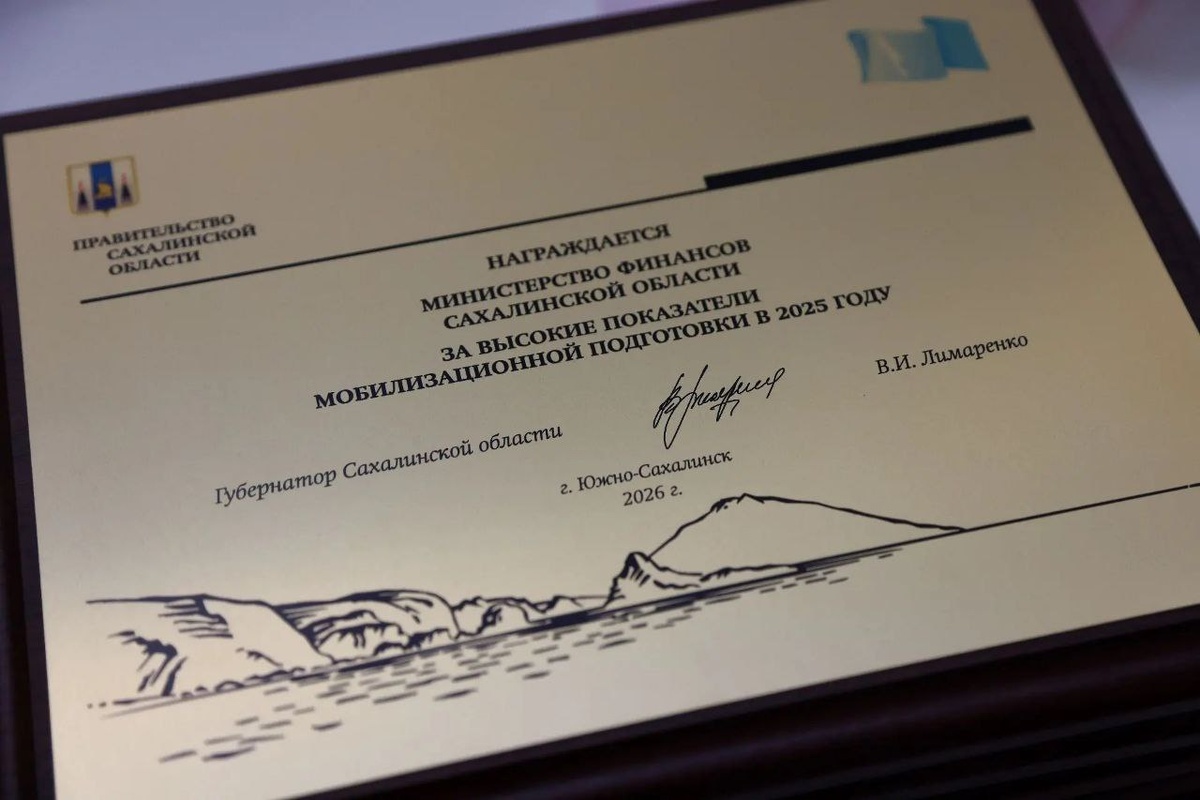 ПРАВИТЕЛЬСТВО
САХАЛИНСКОЙ
ОБЛАСТИ
НАГРАЖДАЕТСЯ
МИНИСТЕРСТВО ФИНАНСОВ
САХАЛИНСКОЙ ОБЛАСТИ
ЗА ВЫСОКИЕ ПОКАЗАТЕЛИ
МОБИЛИЗАЦИОННОЙ ПОДГОТОВКИ В 2025 ГОДУ
Губернатор Сахалинской области
В.И. Лимаренко
г. Южно-Сахалинск
2026 г.